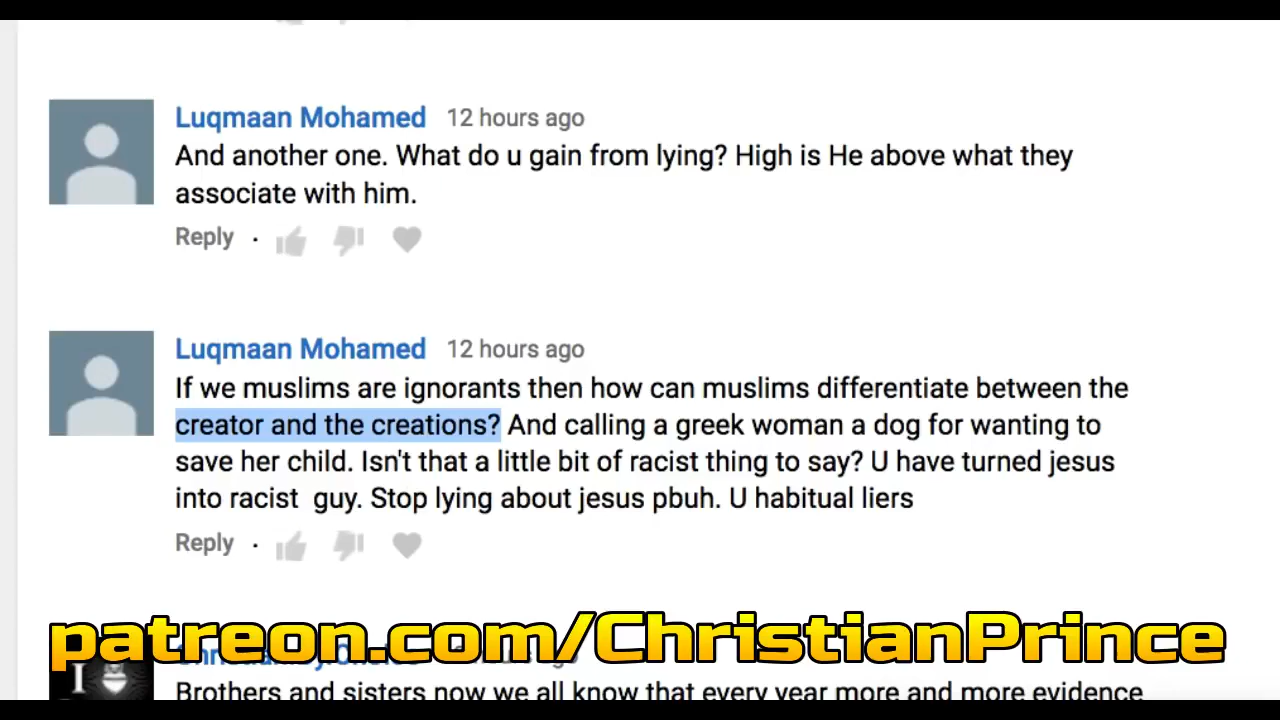 Luqmaan Mohamed 12 hours ago
And another one. What do u gain from lying? High is He above what they
associate with him.
Reply ·
Luqmaan Mohamed 12 hours ago
If we muslims are ignorants then how can muslims differentiate between the
creator and the creations? And calling a greek woman a dog for wanting to
save her child. Isn't that a little bit of racist thing to say? U have turned jesus
into racist guy. Stop lying about jesus pbuh. U habitual liers
Reply ·
patreon.com/ChristianPrince
I
Brothers and sisters now we all know that every year more and more evidence